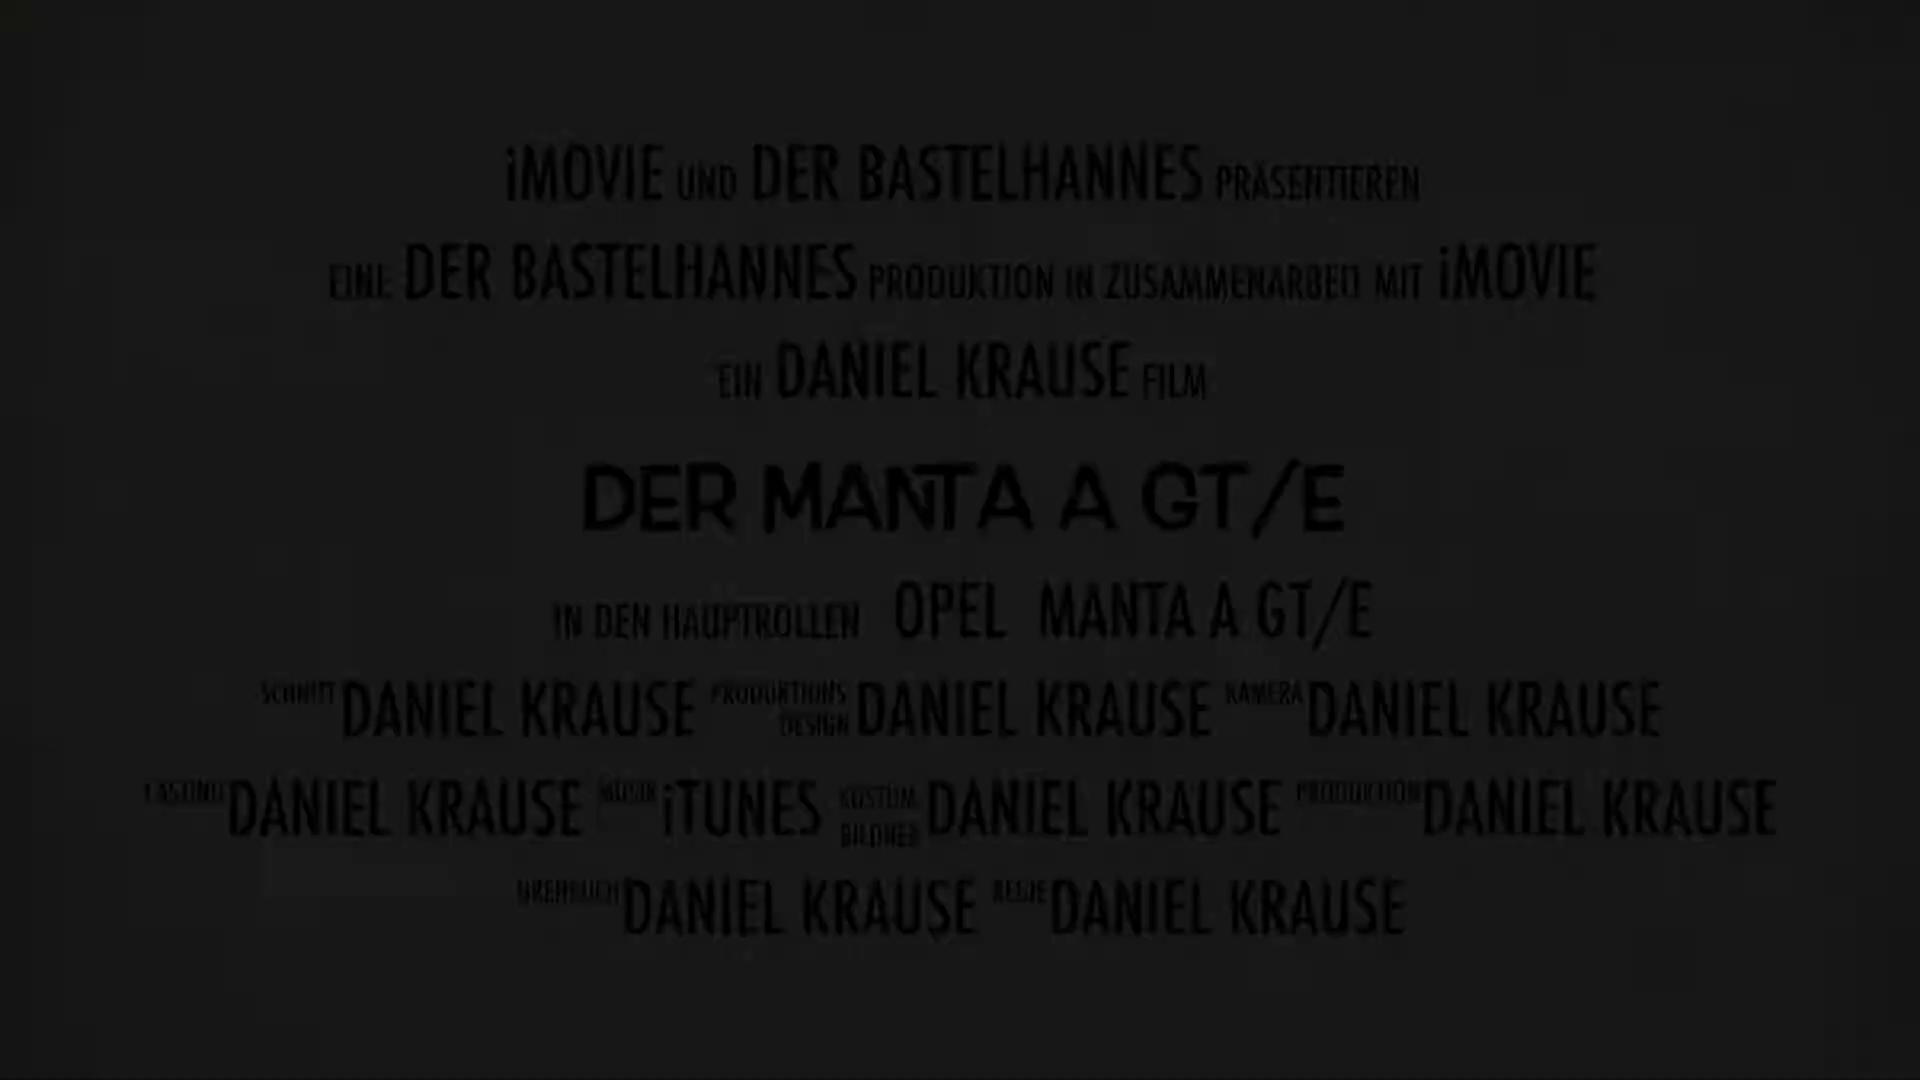 iMOVIE UND DER BASTELHANNES PRÄSENTIEREN
EINE DER BASTELHANNES PRODUKTION IN ZUSAMMENARBEIT MIT iMOVIE
EIN DANIEL KRAUSE FILM
DER MANTA A GT/E
IN DEN HAUPTROLLEN OPEL MANTA A GT/E
SCHNITT DANIEL KRAUSE PRODUKTIONS DESIGN DANIEL KRAUSE KAMERA DANIEL KRAUSE
CASTING DANIEL KRAUSE MUSIK iTUNES KOSTÜM BILDNER DANIEL KRAUSE PRODUKTION DANIEL KRAUSE
DREHBUCH DANIEL KRAUSE REGIE DANIEL KRAUSE